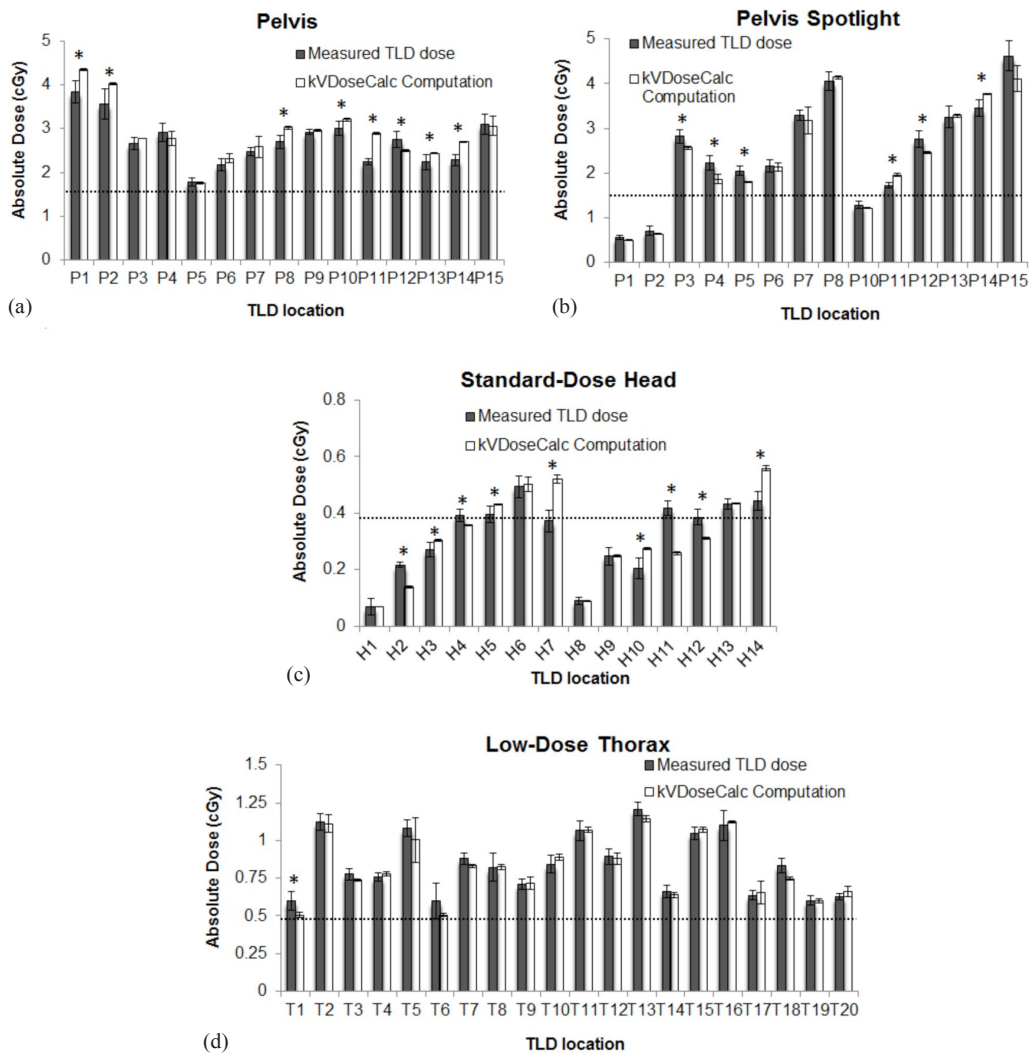 Pelvis
Measured TLD dose
kVDoseCalc Computation
Absolute Dose (cGy)
5
4
3
2
1
0
* * * * * * * *
P1 P2 P3 P4 P5 P6 P7 P8 P9 P10 P11 P12 P13 P14 P15
TLD location
(a)
Pelvis Spotlight
Measured TLD dose
kVDoseCalc
Computation
Absolute Dose (cGy)
5
4
3
2
1
0
* * * * * *
P1 P2 P3 P4 P5 P6 P7 P8 P10 P11 P12 P13 P14 P15
TLD location
(b)
Standard-Dose Head
Measured TLD dose
kVDoseCalc Computation
Absolute Dose (cGy)
0.8
0.6
0.4
0.2
0
* * * * * * * * *
H1 H2 H3 H4 H5 H6 H7 H8 H9 H10 H11 H12 H13 H14
TLD location
(c)
Low-Dose Thorax
Measured TLD dose
kVDoseCalc Computation
Absolute Dose (cGy)
1.5
1.25
1
0.75
0.5
0.25
0
*
T1 T2 T3 T4 T5 T6 T7 T8 T9 T10 T11 T12 T13 T14 T15 T16 T17 T18 T19 T20
TLD location
(d)